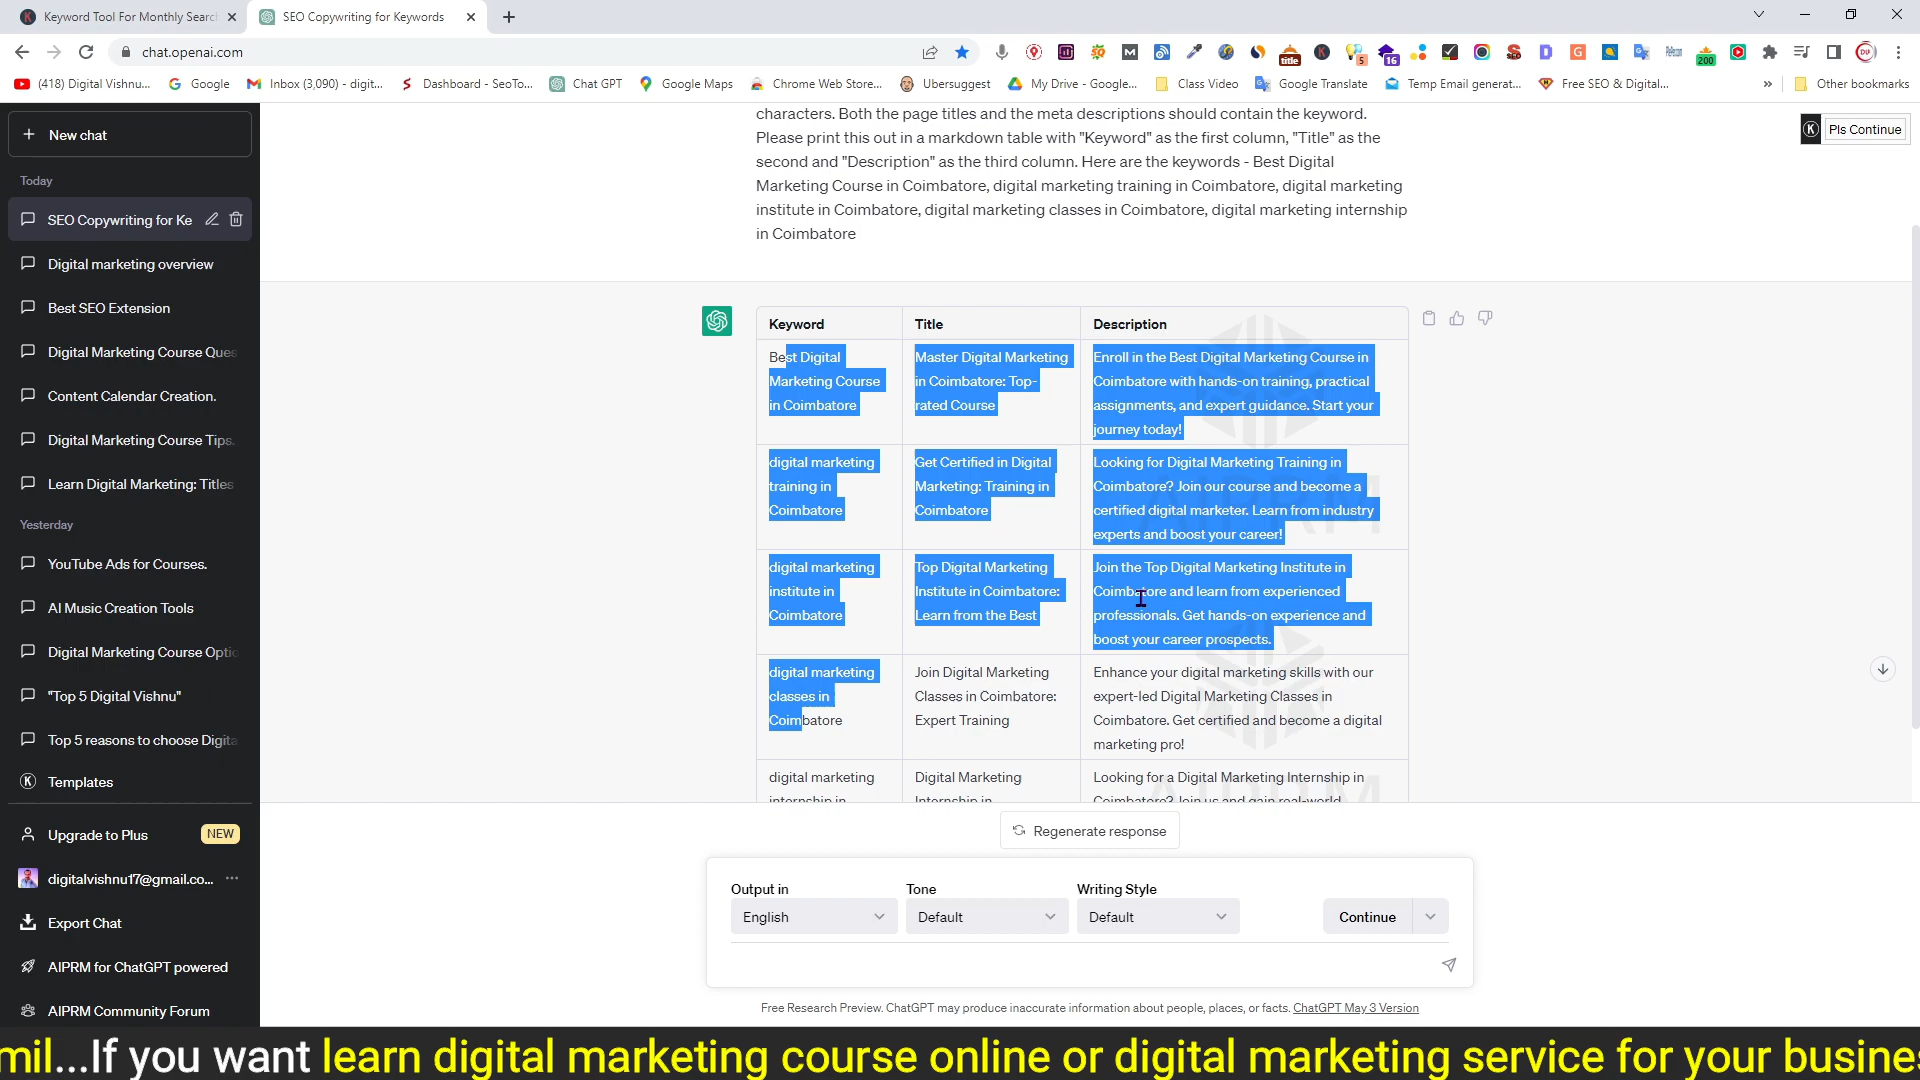 Keyword Tool For Monthly Searc
SEO Copywriting for Keywords
chat.openai.com
title
5
16
200
(418) Digital Vishnu...
Google
Inbox (3,090) - digit...
Dashboard - SeoTo...
Chat GPT
Google Maps
Chrome Web Store...
Ubersuggest
My Drive - Google...
Class Video
Google Translate
Temp Email generat...
Free SEO & Digital...
Other bookmarks
New chat
Today
SEO Copywriting for Ke
Digital marketing overview
Best SEO Extension
Digital Marketing Course Ques
Content Calendar Creation.
Digital Marketing Course Tips.
Learn Digital Marketing: Titles
Yesterday
YouTube Ads for Courses.
AI Music Creation Tools
Digital Marketing Course Optio
"Top 5 Digital Vishnu"
Top 5 reasons to choose Digita
Templates
Upgrade to Plus
NEW
digitalvishnu17@gmail.co...
Export Chat
AIPRM for ChatGPT powered
AIPRM Community Forum
characters. Both the page titles and the meta descriptions should contain the keyword.
Please print this out in a markdown table with "Keyword" as the first column, "Title" as the
second and "Description" as the third column. Here are the keywords - Best Digital
Marketing Course in Coimbatore, digital marketing training in Coimbatore, digital marketing
institute in Coimbatore, digital marketing classes in Coimbatore, digital marketing internship
in Coimbatore
Pls Continue
Keyword
Title
Description
Best Digital
Marketing Course
in Coimbatore
Master Digital Marketing
in Coimbatore: Top-
rated Course
Enroll in the Best Digital Marketing Course in
Coimbatore with hands-on training, practical
assignments, and expert guidance. Start your
journey today!
digital marketing
training in
Coimbatore
Get Certified in Digital
Marketing: Training in
Coimbatore
Looking for Digital Marketing Training in
Coimbatore? Join our course and become a
certified digital marketer. Learn from industry
experts and boost your career!
digital marketing
institute in
Coimbatore
Top Digital Marketing
Institute in Coimbatore:
Learn from the Best
Join the Top Digital Marketing Institute in
Coimbatore and learn from experienced
professionals. Get hands-on experience and
boost your career prospects.
digital marketing
classes in
Coimbatore
Join Digital Marketing
Classes in Coimbatore:
Expert Training
Enhance your digital marketing skills with our
expert-led Digital Marketing Classes in
Coimbatore. Get certified and become a digital
marketing pro!
digital marketing
internship in
Digital Marketing
Internship in
Looking for a Digital Marketing Internship in
Coimbatore? Join us and gain real-world
AIPRM
AIPRM
Regenerate response
Output in
Tone
Writing Style
English
Default
Default
Continue
Free Research Preview. ChatGPT may produce inaccurate information about people, places, or facts. ChatGPT May 3 Version
mil...If you want learn digital marketing course online or digital marketing service for your busine